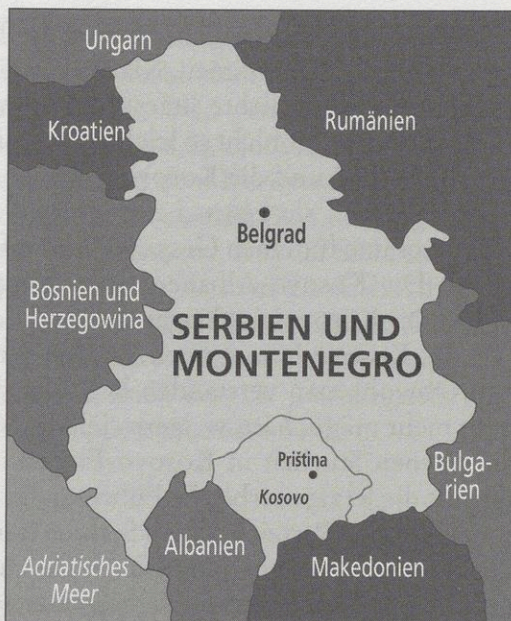 Ungarn
Kroatien
Rumänien
Belgrad
Bosnien und
Herzegowina
SERBIEN UND
MONTENEGRO
Priština
Kosovo
Bulga-
rien
Albanien
Adriatisches
Meer
Makedonien